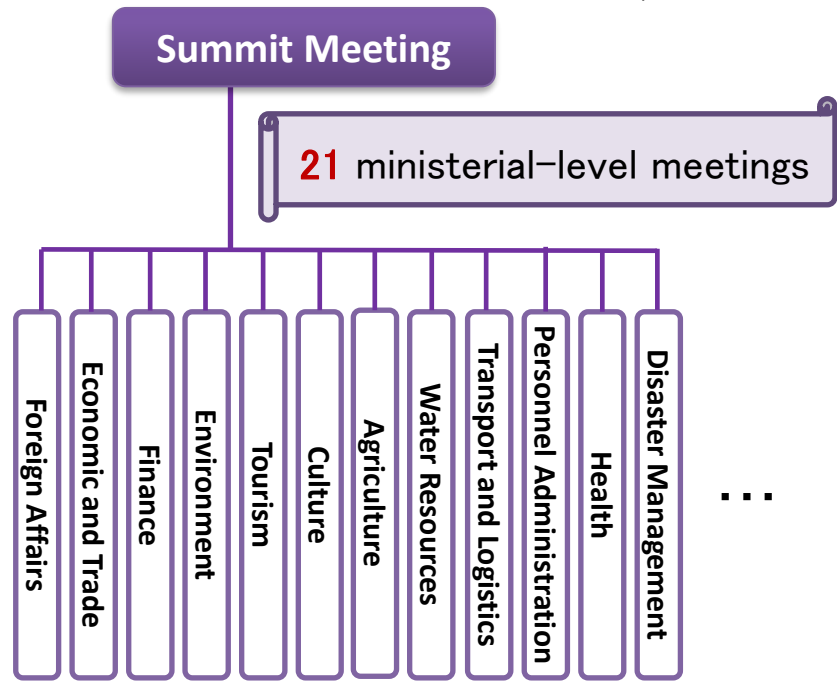 Summit Meeting
21 ministerial-level meetings
Foreign Affairs
Economic and Trade
Finance
Environment
Tourism
Culture
Agriculture
Water Resources
Transport and Logistics
Personnel Administration
Health
Disaster Management
...